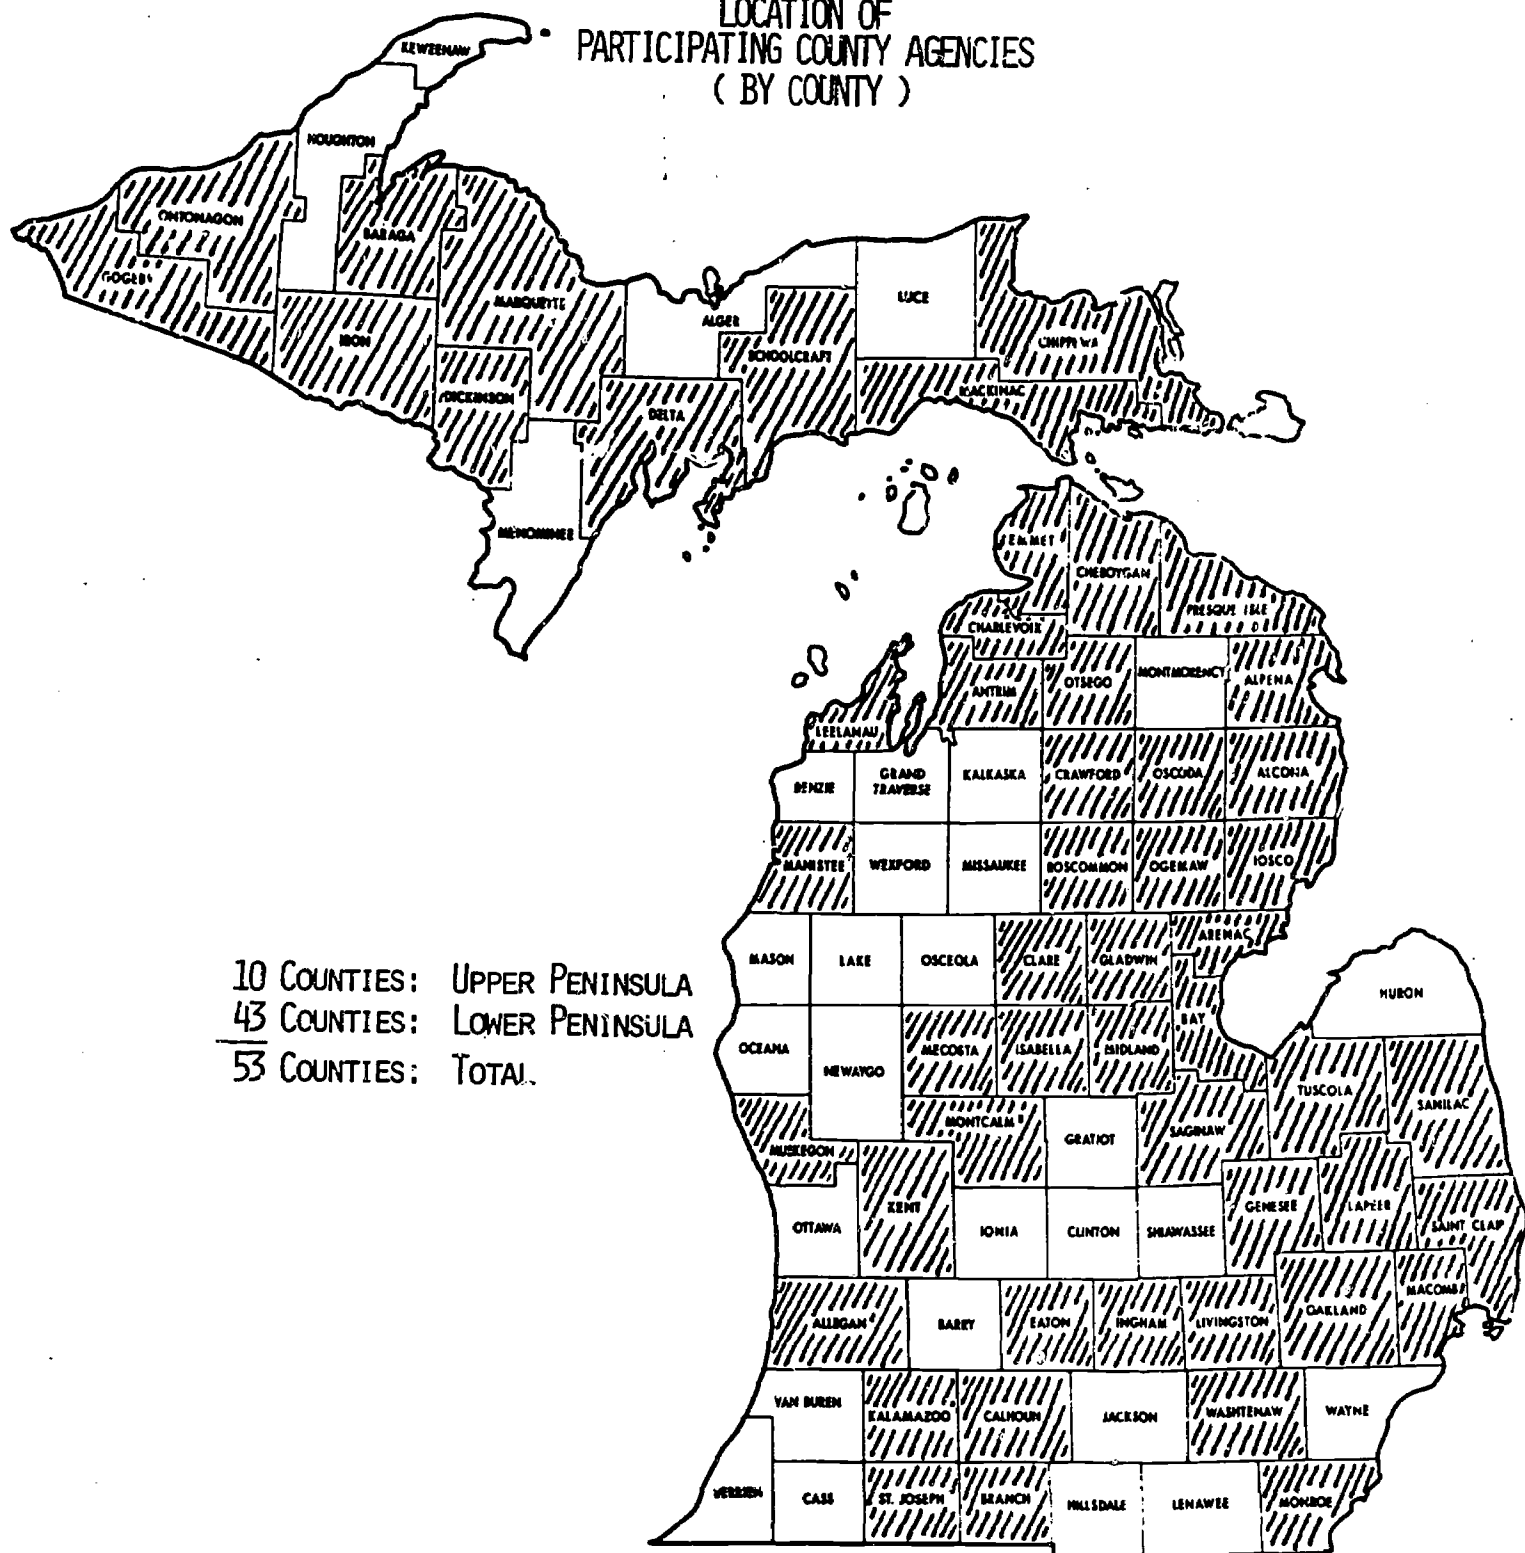 LOCATION OF
PARTICIPATING COUNTY AGENCIES
( BY COUNTY )
KEWEENAW
HOUGHTON
ONTONAGON
BARAGA
GOGEBIC
MARQUETTE
LUCE
ALGER
IRON
CHIPPEWA
SCHOOLCRAFT
MACKINAC
DICKINSON
DELTA
MENOMINEE
EMMET
CHEBOYGAN
PRESQUE ISLE
CHARLEVOIX
MONTMORENCY
ANTRIM
OTSEGO
ALPENA
LEELANAU
BENZIE
GRAND
TRAVERSE
KALKASKA
CRAWFORD
OSCODA
ALCONA
MANISTEE
WEXFORD
MISSAUKEE
ROSCOMMON
OGEMAW
IOSCO
ARENAC
MASON
LAKE
OSCEOLA
CLARE
GLADWIN
HURON
10 COUNTIES: UPPER PENINSULA
43 COUNTIES: LOWER PENINSULA
53 COUNTIES: TOTAL
BAY
OCEANA
NEWAYGO
MECOSTA
ISABELLA
MIDLAND
TUSCOLA
SANILAC
MUSKEGON
MONTCALM
GRATIOT
SAGINAW
OTTAWA
KENT
IONIA
CLINTON
SHIAWASSEE
GENESEE
LAPEER
SAINT CLAIR
ALLEGAN
BARRY
EATON
INGHAM
LIVINGSTON
OAKLAND
MACOMB
VAN BUREN
KALAMAZOO
CALHOUN
JACKSON
WASHTENAW
WAYNE
BERRIEN
CASS
ST. JOSEPH
BRANCH
HILLSDALE
LENAWEE
MONROE